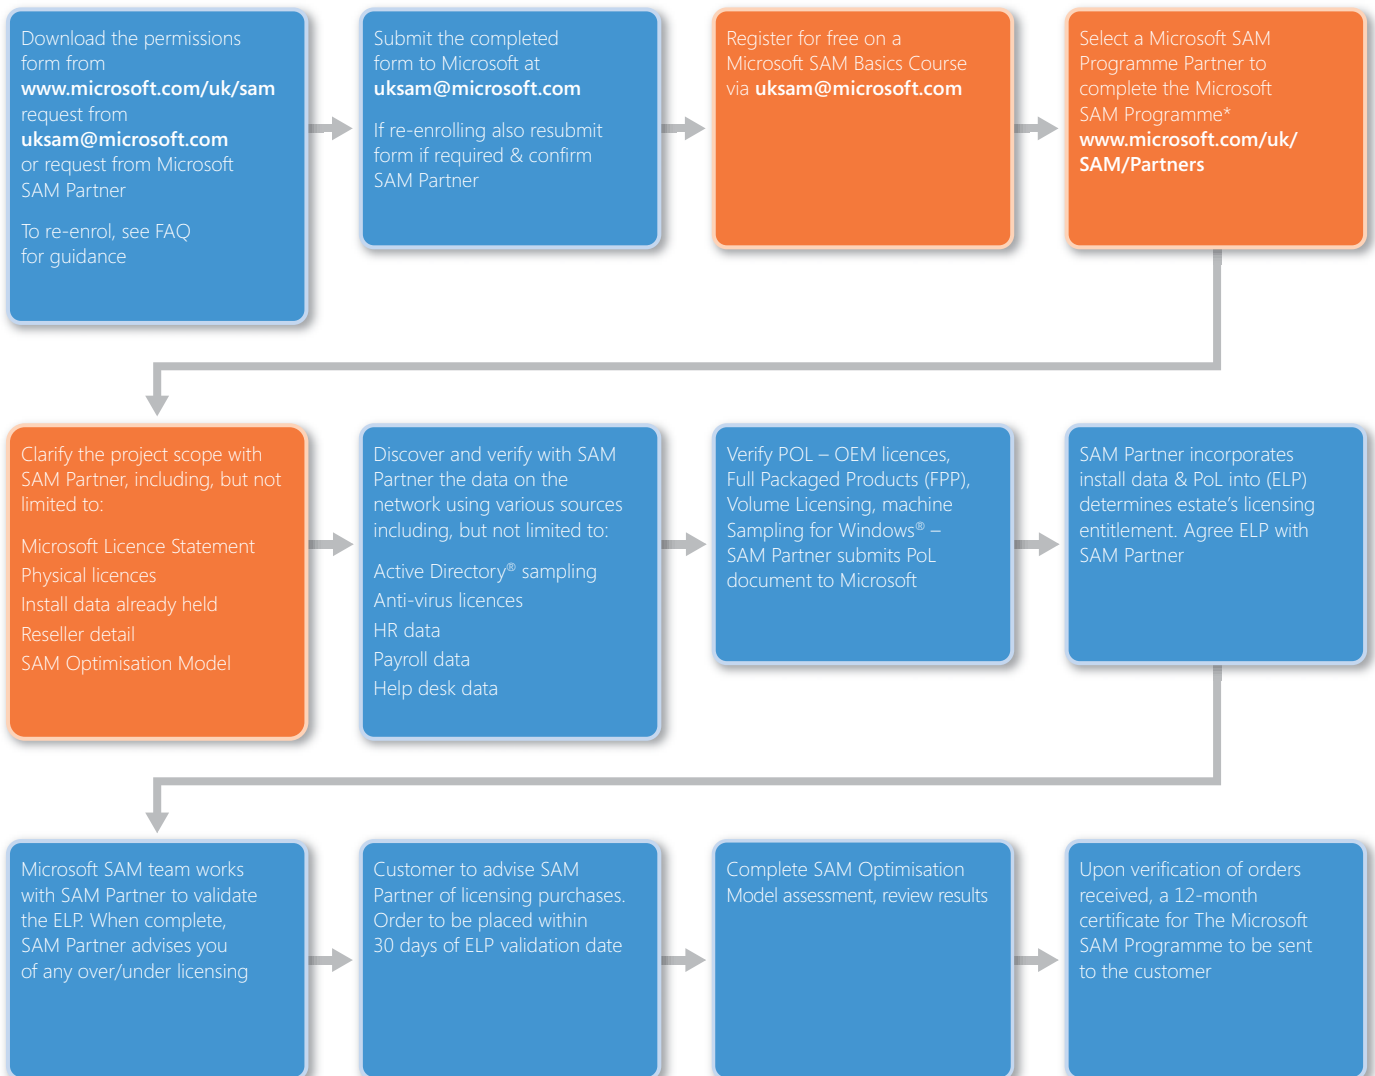 Download the permissions
form from
www.microsoft.com/uk/sam
request from
uksam@microsoft.com
or request from Microsoft
SAM Partner
To re-enrol, see FAQ
for guidance
Submit the completed
form to Microsoft at
uksam@microsoft.com
If re-enrolling also resubmit
form if required & confirm
SAM Partner
Register for free on a
Microsoft SAM Basics Course
via uksam@microsoft.com
Select a Microsoft SAM
Programme Partner to
complete the Microsoft
SAM Programme*
www.microsoft.com/uk/
SAM/Partners
Clarify the project scope with
SAM Partner, including, but not
limited to:
Microsoft Licence Statement
Physical licences
Install data already held
Reseller detail
SAM Optimisation Model
Discover and verify with SAM
Partner the data on the
network using various sources
including, but not limited to:
Active Directory® sampling
Anti-virus licences
HR data
Payroll data
Help desk data
Verify POL – OEM licences,
Full Packaged Products (FPP),
Volume Licensing, machine
Sampling for Windows® –
SAM Partner submits PoL
document to Microsoft
SAM Partner incorporates
install data & PoL into (ELP)
determines estate's licensing
entitlement. Agree ELP with
SAM Partner
Microsoft SAM team works
with SAM Partner to validate
the ELP. When complete,
SAM Partner advises you
of any over/under licensing
Customer to advise SAM
Partner of licensing purchases.
Order to be placed within
30 days of ELP validation date
Complete SAM Optimisation
Model assessment, review results
Upon verification of orders
received, a 12-month
certificate for The Microsoft
SAM Programme to be sent
to the customer